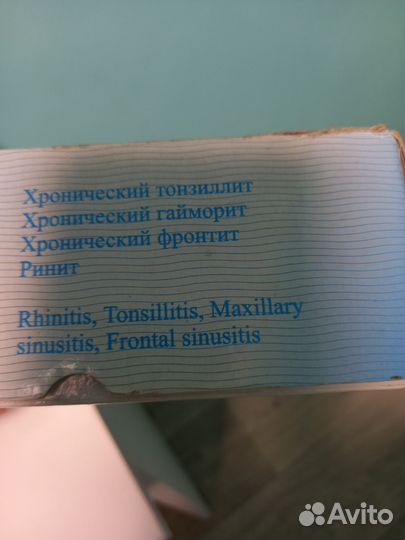 Хронический тонзиллит
Хронический гайморит
Хронический фронтит
Ринит
Rhinitis, Tonsillitis, Maxillary
sinusitis, Frontal sinusitis
Avito